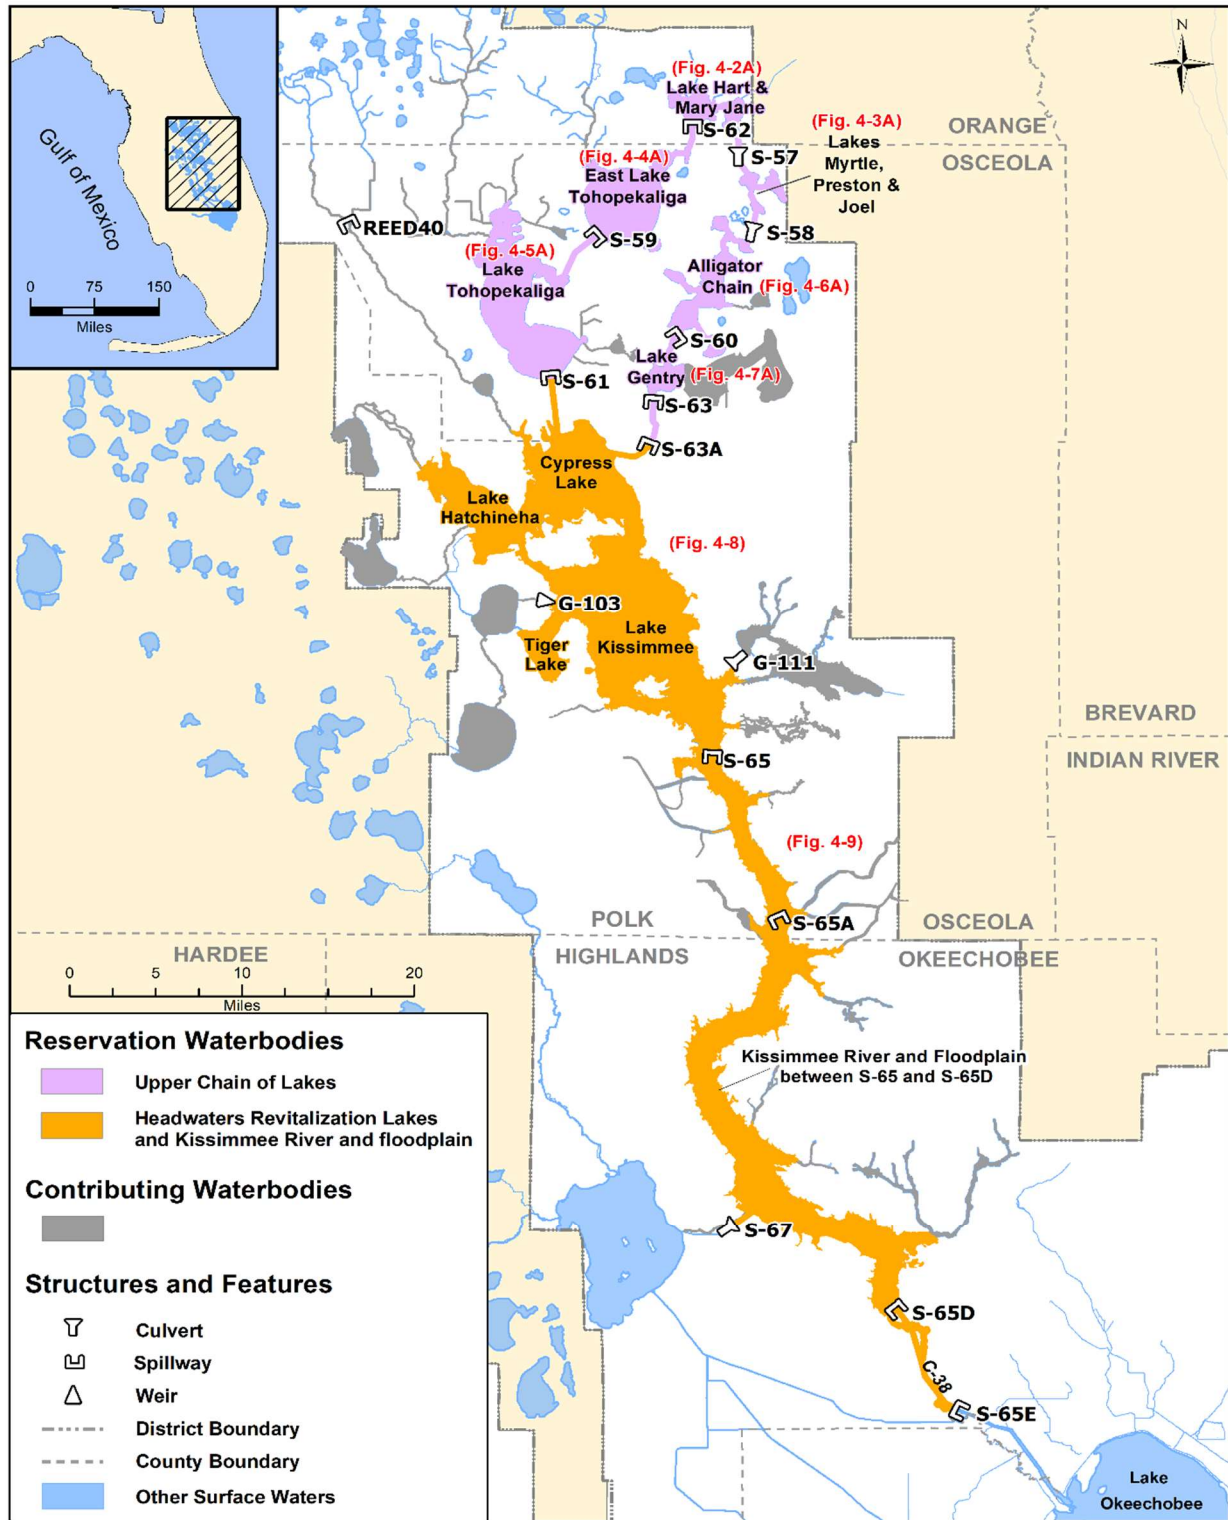 Gulf of Mexico
0 75 150
Miles
N
(Fig. 4-2A)
Lake Hart &
Mary Jane
S-62
(Fig. 4-3A)
Lakes
Myrtle,
Preston &
Joel
ORANGE
OSCEOLA
S-57
(Fig. 4-4A)
East Lake
Tohopekaliga
REED40
S-59
S-58
(Fig. 4-5A)
Lake
Tohopekaliga
Alligator
Chain
(Fig. 4-6A)
S-60
Lake
Gentry
(Fig. 4-7A)
S-61
S-63
S-63A
Cypress
Lake
Lake
Hatchineha
(Fig. 4-8)
G-103
Lake
Kissimmee
Tiger
Lake
G-111
BREVARD
INDIAN RIVER
S-65
(Fig. 4-9)
POLK
S-65A
OSCEOLA
HARDEE
HIGHLANDS
OKEECHOBEE
0 5 10 20
Miles
Kissimmee River and Floodplain
between S-65 and S-65D
S-67
S-65D
C-38
S-65E
Lake
Okeechobee
Reservation Waterbodies
Upper Chain of Lakes
Headwaters Revitalization Lakes
and Kissimmee River and floodplain
Contributing Waterbodies
Structures and Features
Culvert
Spillway
Weir
District Boundary
County Boundary
Other Surface Waters